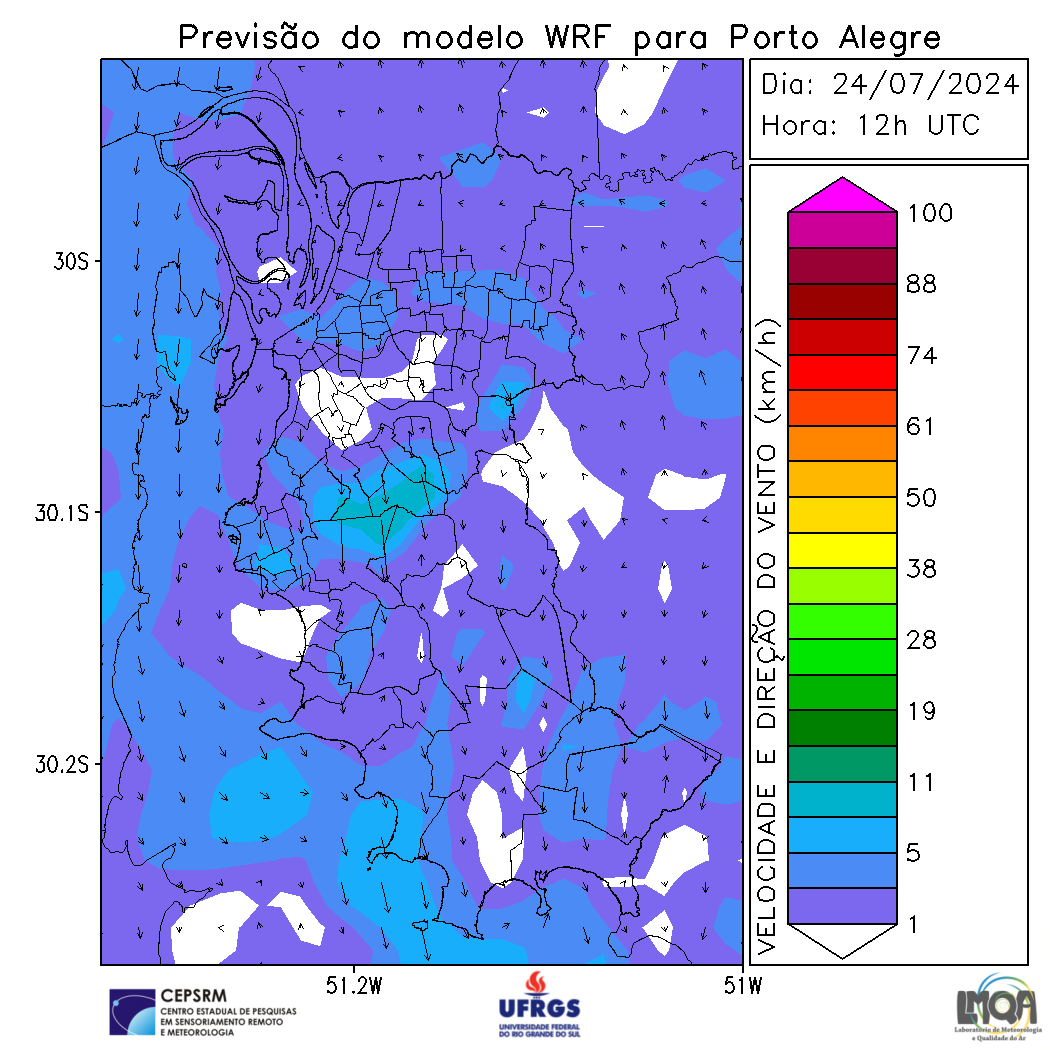 Previsão do modelo WRF para Porto Alegre
Dia: 24/07/2024
Hora: 12h UTC
30S
30.1S
30.2S
51.2W
51W
VELOCIDADE E DIREÇÃO DO VENTO (km/h)
100
88
74
61
50
38
28
19
11
5
1
CEPSRM
CENTRO ESTADUAL DE PESQUISAS
EM SENSORIAMENTO REMOTO
E METEOROLOGIA
UFRGS
UNIVERSIDADE FEDERAL
DO RIO GRANDE DO SUL
LMQA
Laboratório de Meteorologia
e Qualidade do Ar